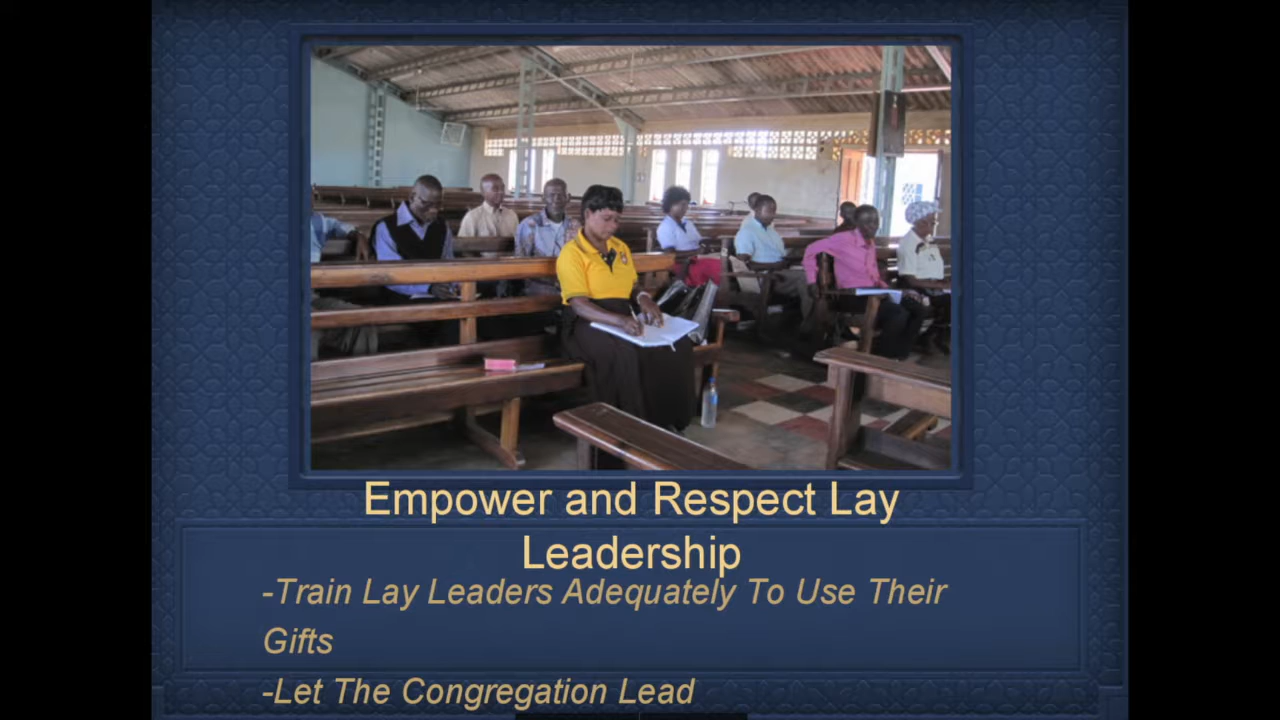 Empower and Respect Lay
Leadership
-Train Lay Leaders Adequately To Use Their
Gifts
-Let The Congregation Lead